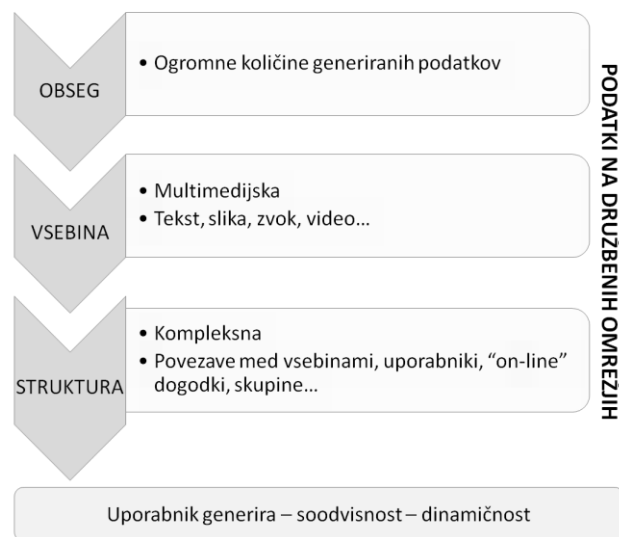 OBSEG
• Ogromne količine generiranih podatkov
VSEBINA
• Multimedijska
• Tekst, slika, zvok, video...
STRUKTURA
• Kompleksna
• Povezave med vsebinami, uporabniki, “on-line”
dogodki, skupine...
PODATKI NA DRUŽBENIH OMREŽJIH
Uporabnik generira – soodvisnost – dinamičnost